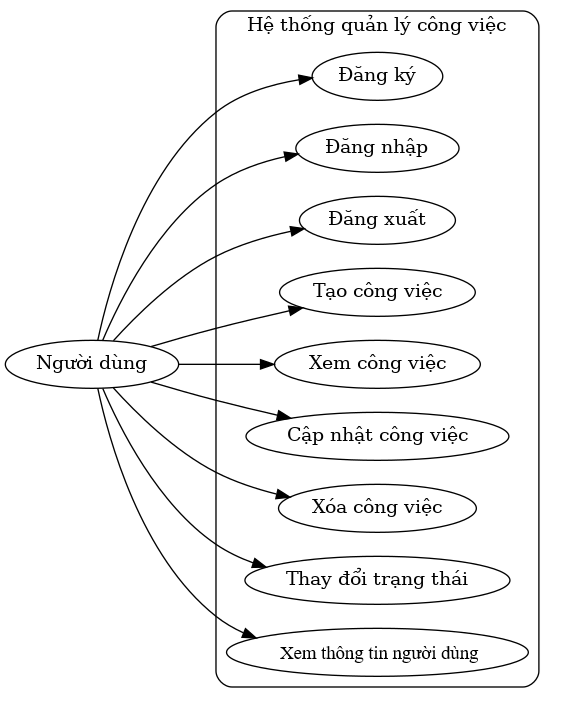 Hệ thống quản lý công việc
Đăng ký
Đăng nhập
Đăng xuất
Tạo công việc
Người dùng
Xem công việc
Cập nhật công việc
Xóa công việc
Thay đổi trạng thái
Xem thông tin người dùng